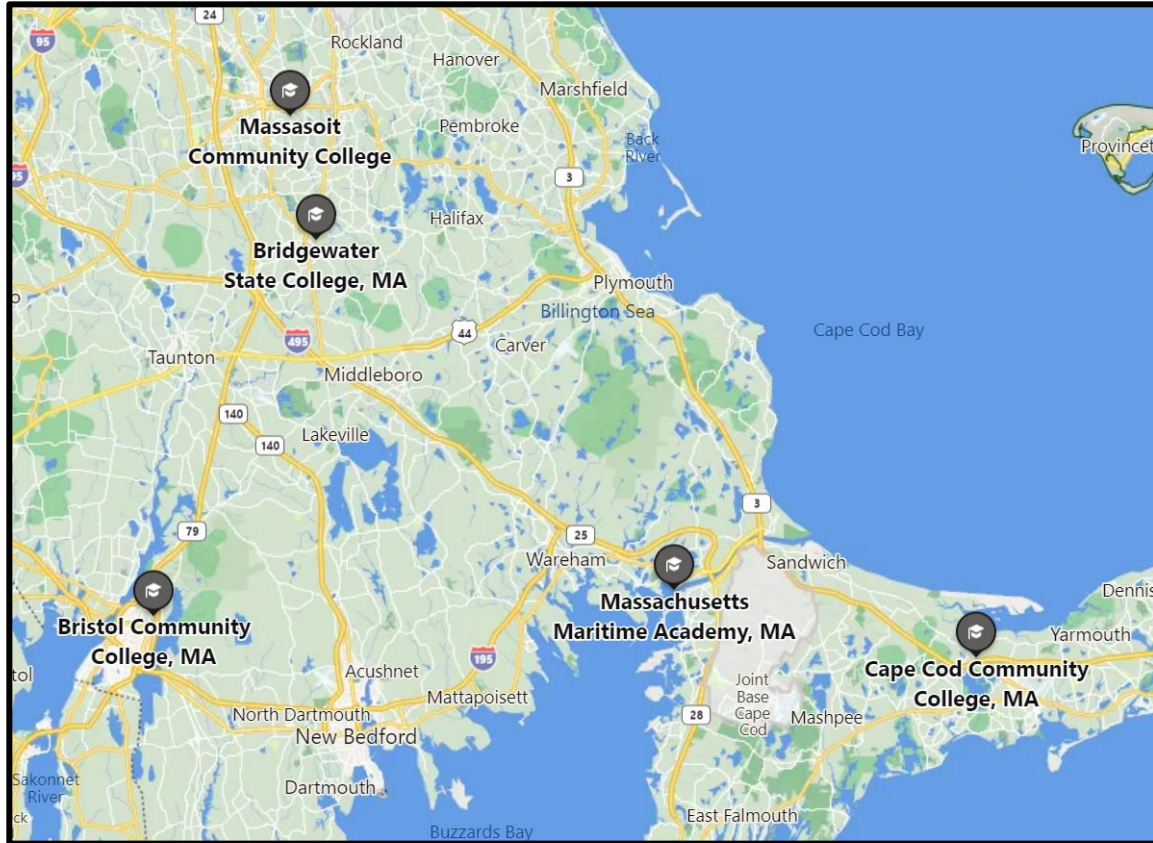 24
95
Rockland
Hanover
Marshfield
Massasoit
Community College
Pembroke
Back
River
Provincet
95
3
Bridgewater
State College, MA
Halifax
Plymouth
Billington Sea
Cape Cod Bay
44
495
Carver
Taunton
Middleboro
140
140
Lakeville
79
3
25
Wareham
Sandwich
Bristol Community
College, MA
Massachusetts
Maritime Academy, MA
Dennis
Yarmouth
Cape Cod Community
College, MA
195
Acushnet
Mattapoisett
Joint
Base
Cape
Cod
28
Mashpee
North Dartmouth
New Bedford
Dartmouth
Sakonnet
River
East Falmouth
Buzzards Bay